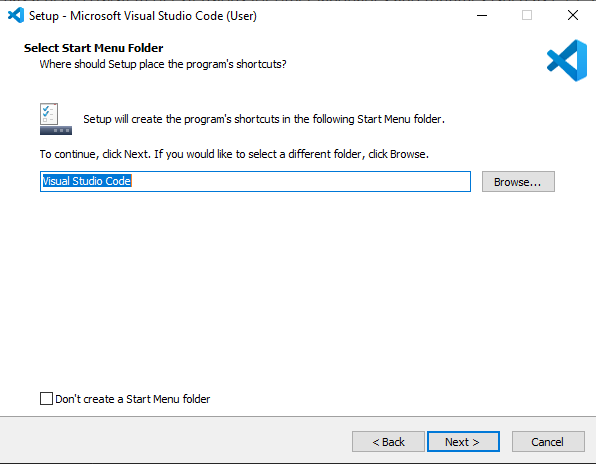 Setup - Microsoft Visual Studio Code (User)
Select Start Menu Folder
Where should Setup place the program's shortcuts?
Setup will create the program's shortcuts in the following Start Menu folder.
To continue, click Next. If you would like to select a different folder, click Browse.
Visual Studio Code
Browse...
Don't create a Start Menu folder
< Back
Next >
Cancel